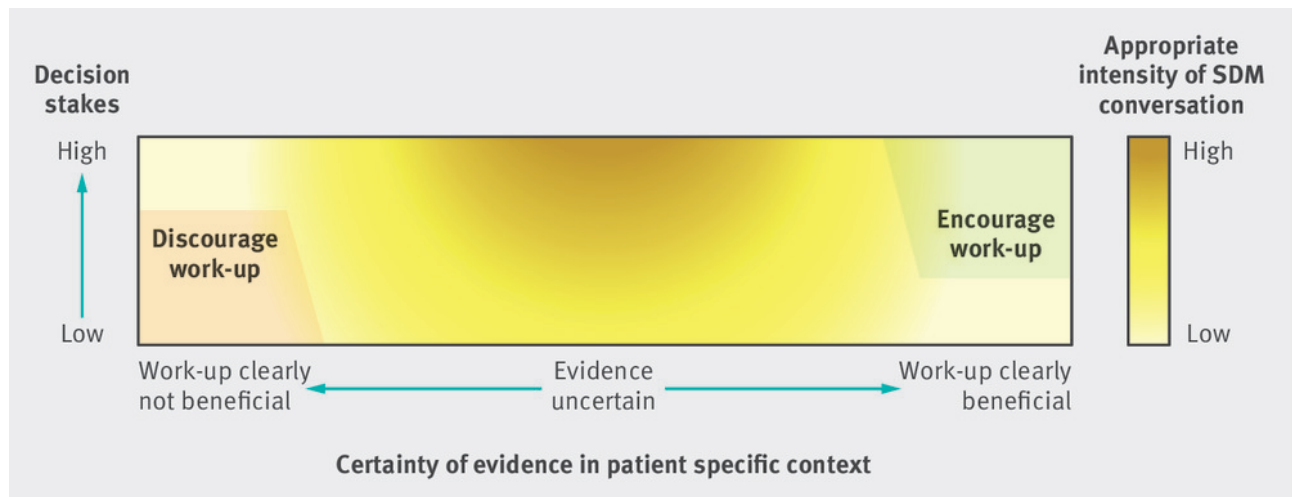 Decision
stakes
High
Low
Discourage
work-up
Encourage
work-up
Appropriate
intensity of SDM
conversation
High
Low
Work-up clearly
not beneficial
Evidence
uncertain
Work-up clearly
beneficial
Certainty of evidence in patient specific context